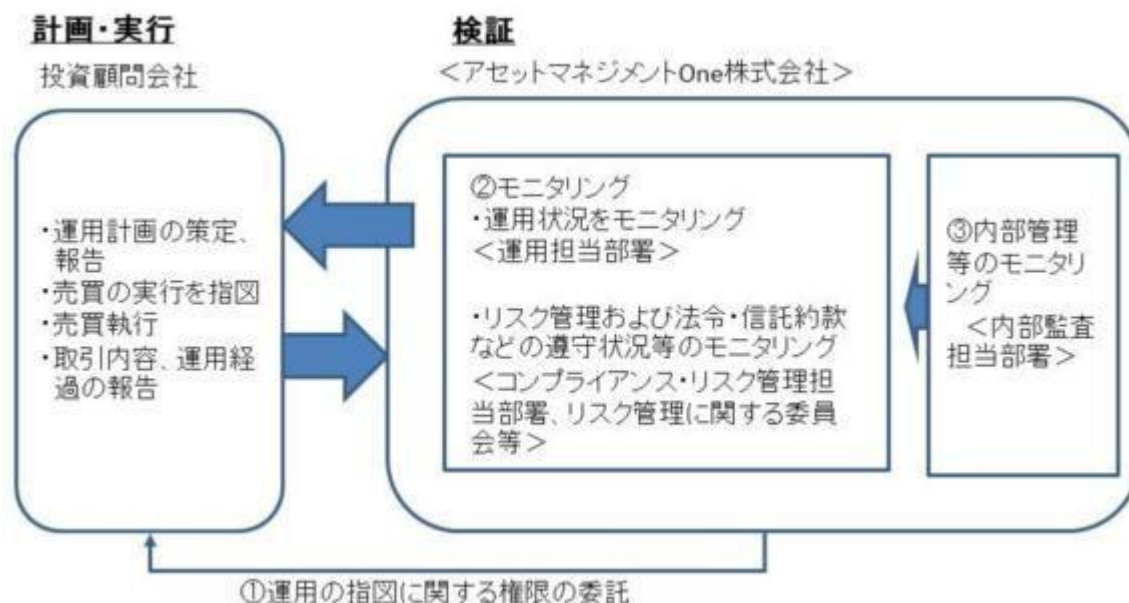 計画・実行
投資顧問会社
・運用計画の策定、
報告
・売買の実行を指図
・売買執行
・取引内容、運用経
過の報告
検証
＜アセットマネジメントOne株式会社＞
②モニタリング
・運用状況をモニタリング
＜運用担当部署＞
・リスク管理および法令・信託約款
などの遵守状況等のモニタリング
＜コンプライアンス・リスク管理担
当部署、リスク管理に関する委員
会等＞
③内部管理
等のモニタリ
ング
＜内部監査
担当部署＞
①運用の指図に関する権限の委託